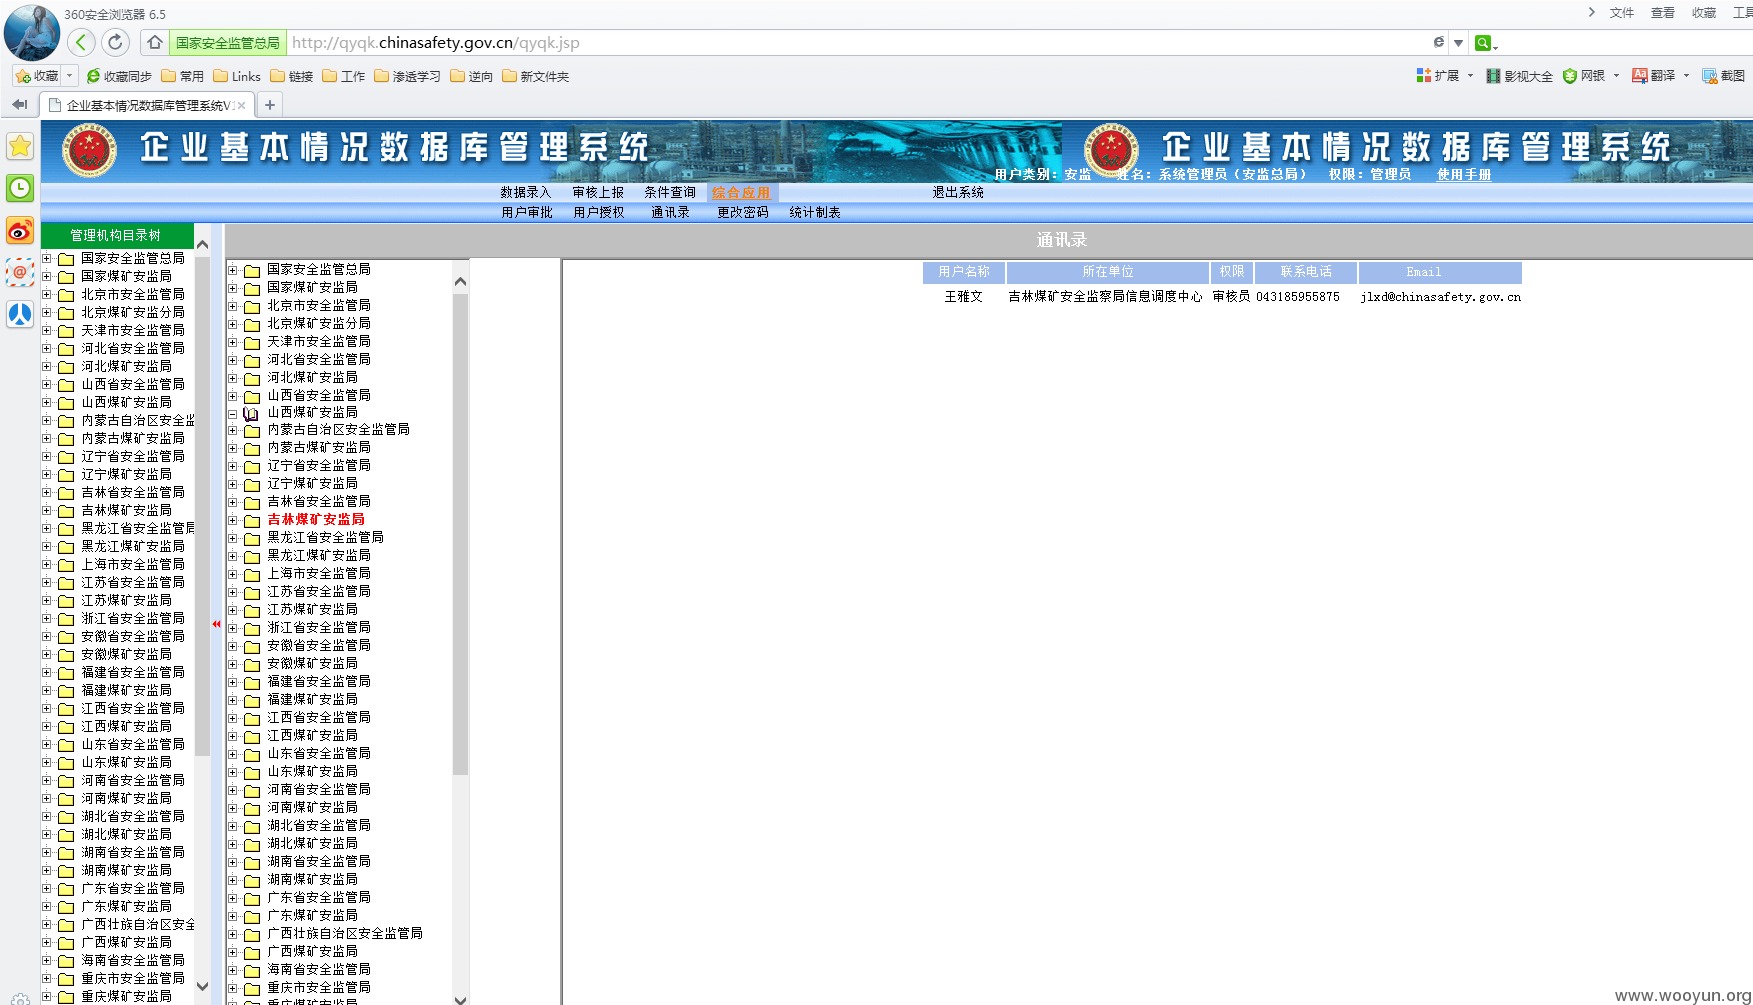 360安全浏览器 6.5
文件 查看 收藏
国家安全监管总局 http://qyqk.chinasafety.gov.cn/qyqk.jsp
收藏 收藏同步 常用 Links 链接 工作 渗透学习 逆向 新文件夹 扩展 影视大全 网银 翻译 截图
企业基本情况数据库管理系统V1
企业基本情况数据库管理系统 企业基本情况数据库管理系统
用户类别：安监 姓名：系统管理员（安监总局） 权限：管理员 使用手册
数据录入 审核上报 条件查询 综合应用 退出系统
用户审批 用户授权 通讯录 更改密码 统计制表
管理机构目录树
国家安全监管总局
国家煤矿安监局
北京市安全监管局
北京煤矿安监分局
天津市安全监管局
河北省安全监管局
河北煤矿安监局
山西省安全监管局
山西煤矿安监局
内蒙古自治区安全监
内蒙古煤矿安监局
辽宁省安全监管局
辽宁煤矿安监局
吉林省安全监管局
吉林煤矿安监局
黑龙江省安全监管局
黑龙江煤矿安监局
上海市安全监管局
江苏省安全监管局
江苏煤矿安监局
浙江省安全监管局
安徽省安全监管局
安徽煤矿安监局
福建省安全监管局
福建煤矿安监局
江西省安全监管局
江西煤矿安监局
山东省安全监管局
山东煤矿安监局
河南省安全监管局
河南煤矿安监局
湖北省安全监管局
湖北煤矿安监局
湖南省安全监管局
湖南煤矿安监局
广东省安全监管局
广东煤矿安监局
广西壮族自治区安全
广西煤矿安监局
海南省安全监管局
重庆市安全监管局
重庆煤矿安监局
通讯录
国家安全监管总局
国家煤矿安监局
北京市安全监管局
北京煤矿安监分局
天津市安全监管局
河北省安全监管局
河北煤矿安监局
山西省安全监管局
山西煤矿安监局
内蒙古自治区安全监管局
内蒙古煤矿安监局
辽宁省安全监管局
辽宁煤矿安监局
吉林省安全监管局
吉林煤矿安监局
黑龙江省安全监管局
黑龙江煤矿安监局
上海市安全监管局
江苏省安全监管局
江苏煤矿安监局
浙江省安全监管局
安徽省安全监管局
安徽煤矿安监局
福建省安全监管局
福建煤矿安监局
江西省安全监管局
江西煤矿安监局
山东省安全监管局
山东煤矿安监局
河南省安全监管局
河南煤矿安监局
湖北省安全监管局
湖北煤矿安监局
湖南省安全监管局
湖南煤矿安监局
广东省安全监管局
广东煤矿安监局
广西壮族自治区安全监管局
广西煤矿安监局
海南省安全监管局
重庆市安全监管局
重庆煤矿安监局
用户名称 所在单位 权限 联系电话 Email
王雅文 吉林煤矿安全监察局信息调度中心 审核员 043185955875 jlxd@chinasafety.gov.cn
www.wooyun.org